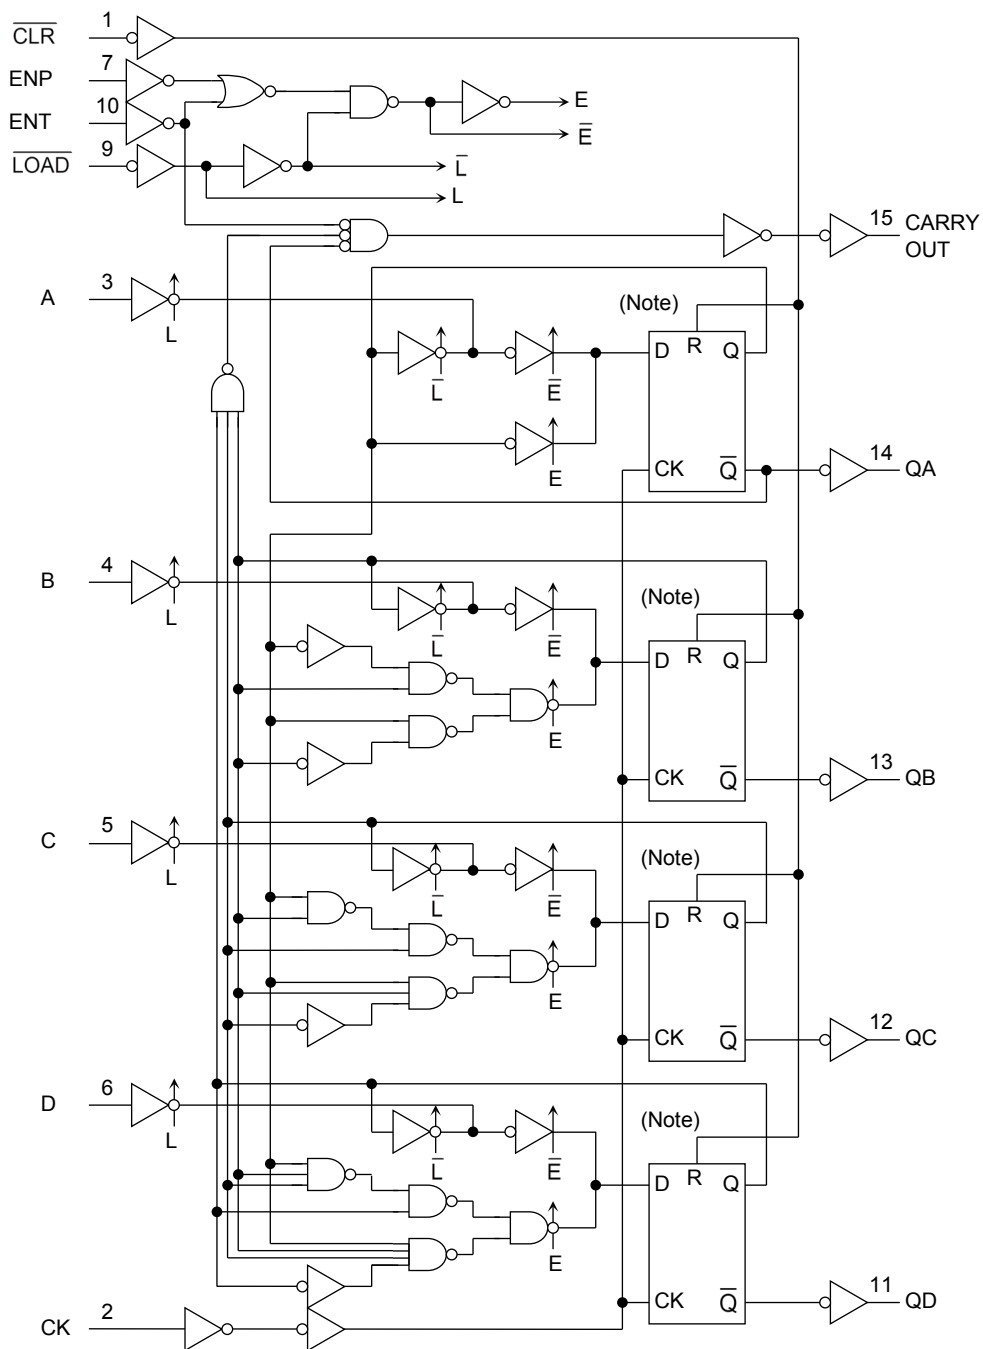 CLR 1
ENP 7
ENT 10
LOAD 9
E
E̅
L̅
L
15 CARRY OUT
A 3
L
L̅
E̅
E
(Note)
D R Q
CK Q̅
14 QA
B 4
L
L̅
E̅
E
(Note)
D R Q
CK Q̅
13 QB
C 5
L
L̅
E̅
E
(Note)
D R Q
CK Q̅
12 QC
D 6
L
L̅
E̅
E
(Note)
D R Q
CK Q̅
11 QD
CK 2